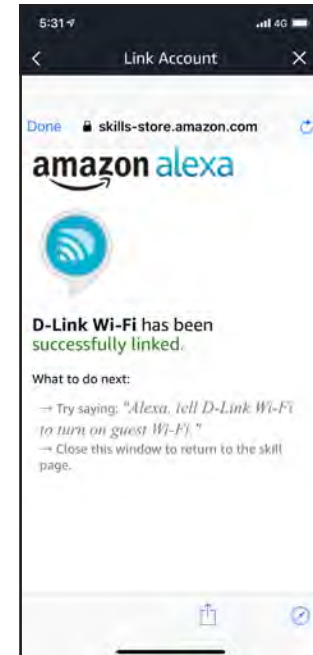 5:31 4G
Link Account
Done skills-store.amazon.com
amazon alexa
D-Link Wi-Fi has been
successfully linked.
What to do next:
→ Try saying: "Alexa, tell D-Link Wi-Fi
to turn on guest Wi-Fi."
→ Close this window to return to the skill
page.